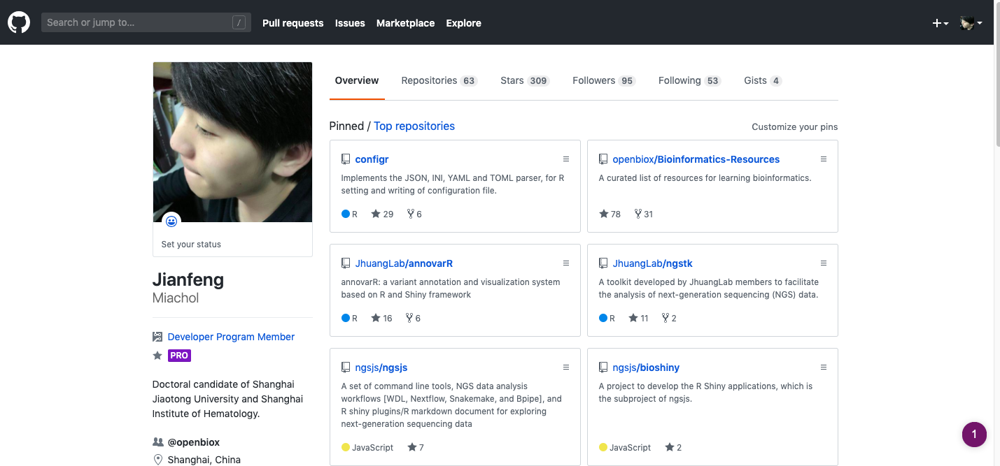 Search or jump to... /
Pull requests Issues Marketplace Explore
Overview Repositories 63 Stars 309 Followers 95 Following 53 Gists 4
Set your status
Jianfeng
Miachol
Developer Program Member
PRO
Doctoral candidate of Shanghai
Jiaotong University and Shanghai
Institute of Hematology.
@openbiox
Shanghai, China
Pinned / Top repositories
Customize your pins
configr
Implements the JSON, INI, YAML and TOML parser, for R
setting and writing of configuration file.
R 29 6
openbiox/Bioinformatics-Resources
A curated list of resources for learning bioinformatics.
78 31
JhuangLab/annovarR
annovarR: a variant annotation and visualization system
based on R and Shiny framework
R 16 6
JhuangLab/ngstk
A toolkit developed by JhuangLab members to facilitate
the analysis of next-generation sequencing (NGS) data.
R 11 2
ngsjs/ngsjs
A set of command line tools, NGS data analysis
workflows [WDL, Nextflow, Snakemake, and Bpipe], and
R shiny plugins/R markdown document for exploring
next-generation sequencing data
JavaScript 7
ngsjs/bioshiny
A project to develop the R Shiny applications, which is
the subproject of ngsjs.
JavaScript 2
1